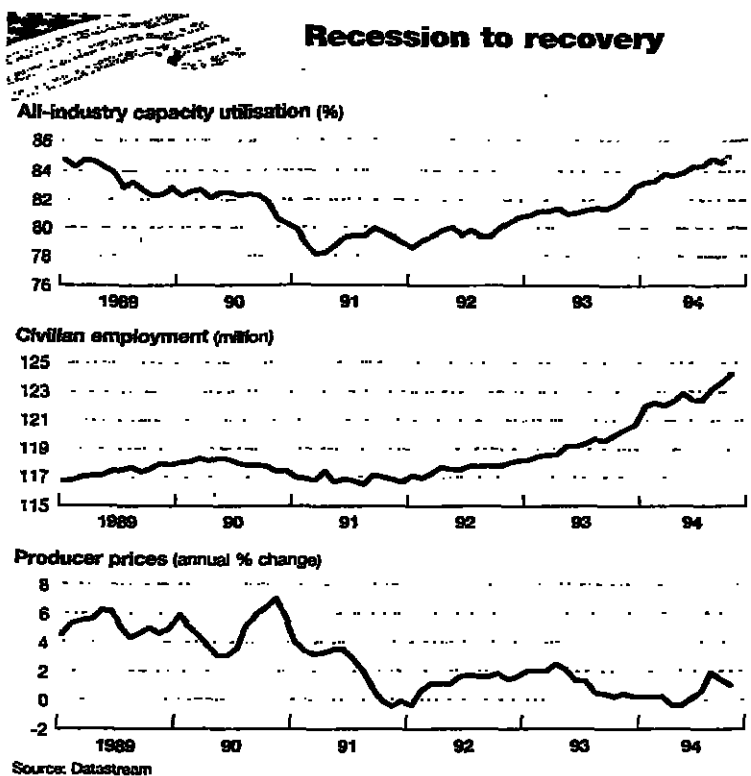 Recession to recovery
All-industry capacity utilisation (%)
86
84
82
80
78
76
1989 90 91 92 93 94
Civilian employment (million)
125
123
121
119
117
115
1989 90 91 92 93 94
Producer prices (annual % change)
8
6
4
2
0
-2
1989 90 91 92 93 94
Source: Datastream